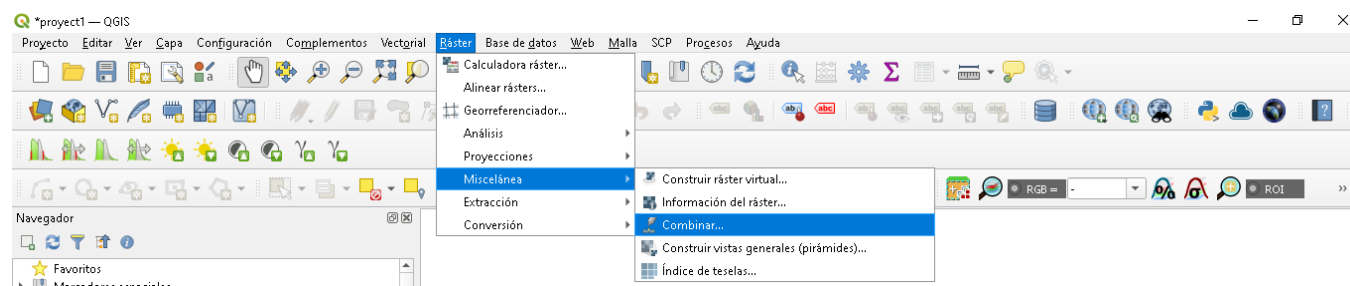 *proyect1 — QGIS
Proyecto Editar Ver Capa Configuración Complementos Vectorial Ráster Base de datos Web Malla SCP Procesos Ayuda
Calculadora ráster...
Alinear rásters...
Georreferenciador...
Análisis
Proyecciones
Miscelánea
Construir ráster virtual...
RGB = -
ROI
Extracción
Información del ráster...
Navegador
Conversión
Combinar...
Construir vistas generales (pirámides)...
Favoritos
Índice de teselas...